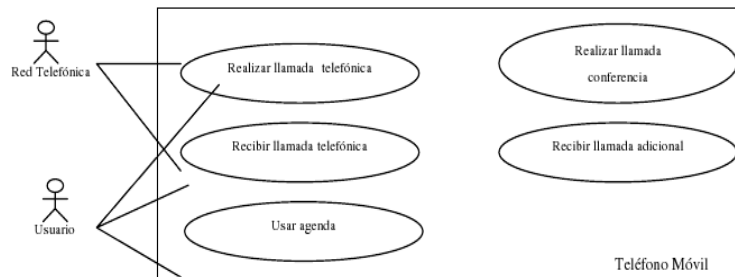 Red Telefónica
Realizar llamada telefónica
Realizar llamada
conferencia
Recibir llamada telefónica
Recibir llamada adicional
Usuario
Usar agenda
Teléfono Móvil